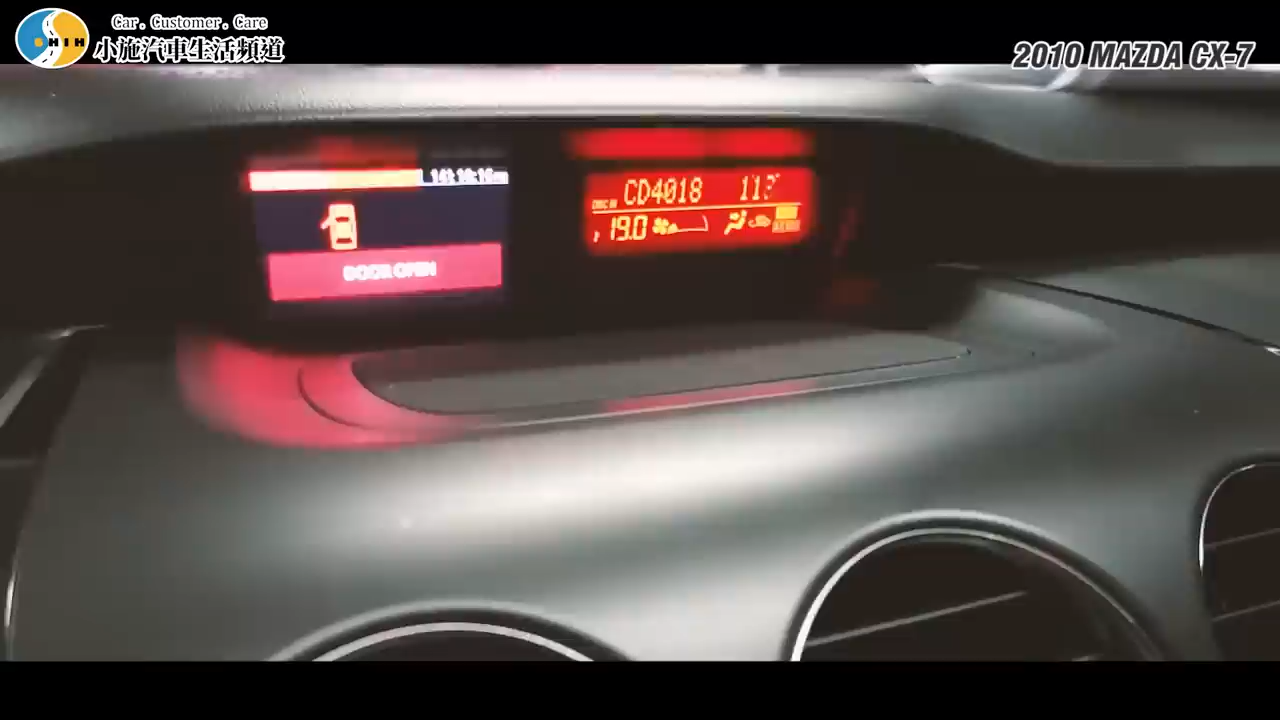 Car. Customer. Care
SHIH
小施汽車生活頻道
2010 MAZDA CX-7
DOOR OPEN
CD4018
19.0